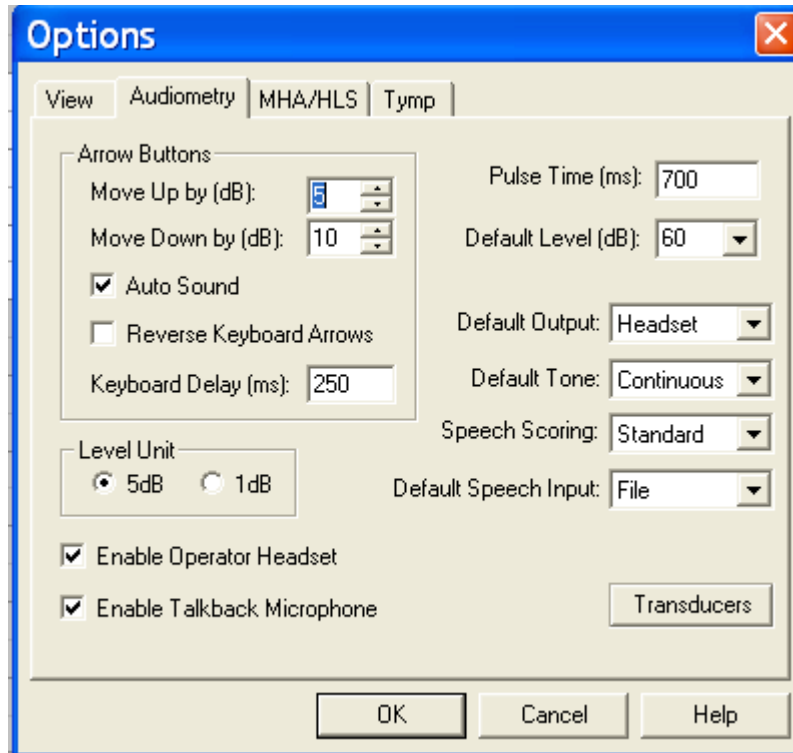 Options
View Audiometry MHA/HLS Tymp
Arrow Buttons
Move Up by (dB): 5
Move Down by (dB): 10
Auto Sound
Reverse Keyboard Arrows
Keyboard Delay (ms): 250
Level Unit
5dB 1dB
Enable Operator Headset
Enable Talkback Microphone
Pulse Time (ms): 700
Default Level (dB): 60
Default Output: Headset
Default Tone: Continuous
Speech Scoring: Standard
Default Speech Input: File
Transducers
OK Cancel Help